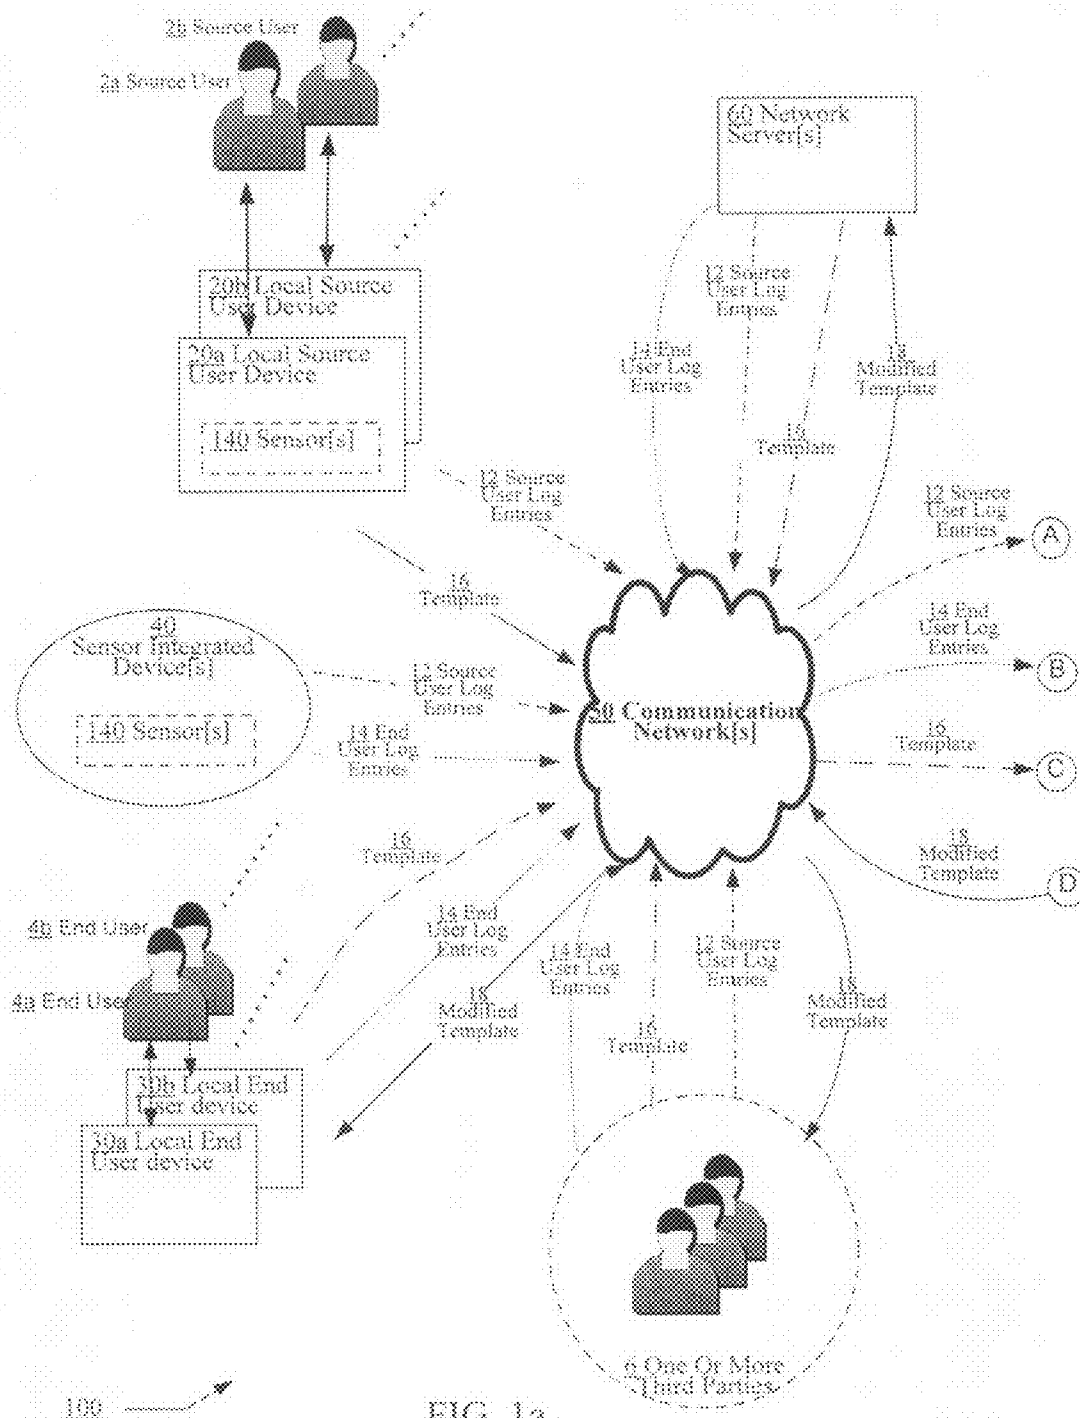 2b Source User
2a Source User
60 Network
Server[s]
20b Local Source
User Device
20a Local Source
User Device
140 Sensor[s]
12 Source
User Log
Entries
14 End
User Log
Entries
18
Modified
Template
16
Template
12 Source
User Log
Entries
12 Source
User Log
Entries
A
16
Template
14 End
User Log
Entries
B
40
Sensor Integrated
Device[s]
140 Sensor[s]
12 Source
User Log
Entries
50 Communication
Network[s]
14 End
User Log
Entries
16
Template
C
16
Template
18
Modified
Template
D
4b End User
4a End User
14 End
User Log
Entries
14 End
User Log
Entries
12 Source
User Log
Entries
18
Modified
Template
18
Modified
Template
16
Template
30b Local End
User device
30a Local End
User device
6 One Or More
Third Parties
100
FIG. 1a